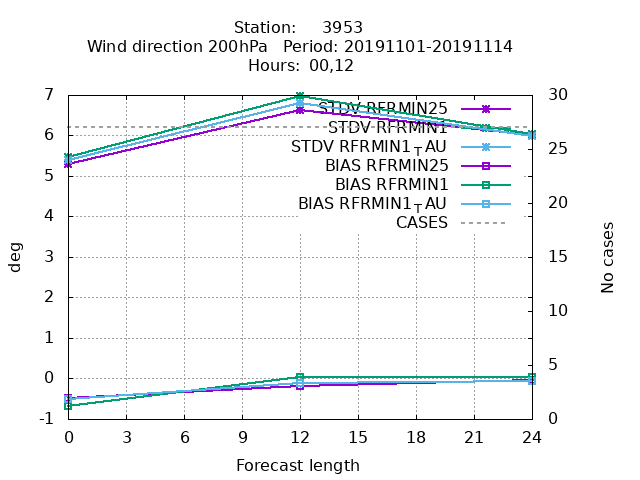 Station: 3953
Wind direction 200hPa Period: 20191101-20191114
Hours: 00,12
7 30
STDV RFRMIN25
STDV RFRMIN1
6
STDV RFRMIN1TAU 25
BIAS RFRMIN25
5
BIAS RFRMIN1
BIAS RFRMIN1TAU 20
4
CASES
3 15
deg
No cases
2 10
1
5
0
-1 0
0 3 6 9 12 15 18 21 24
Forecast length